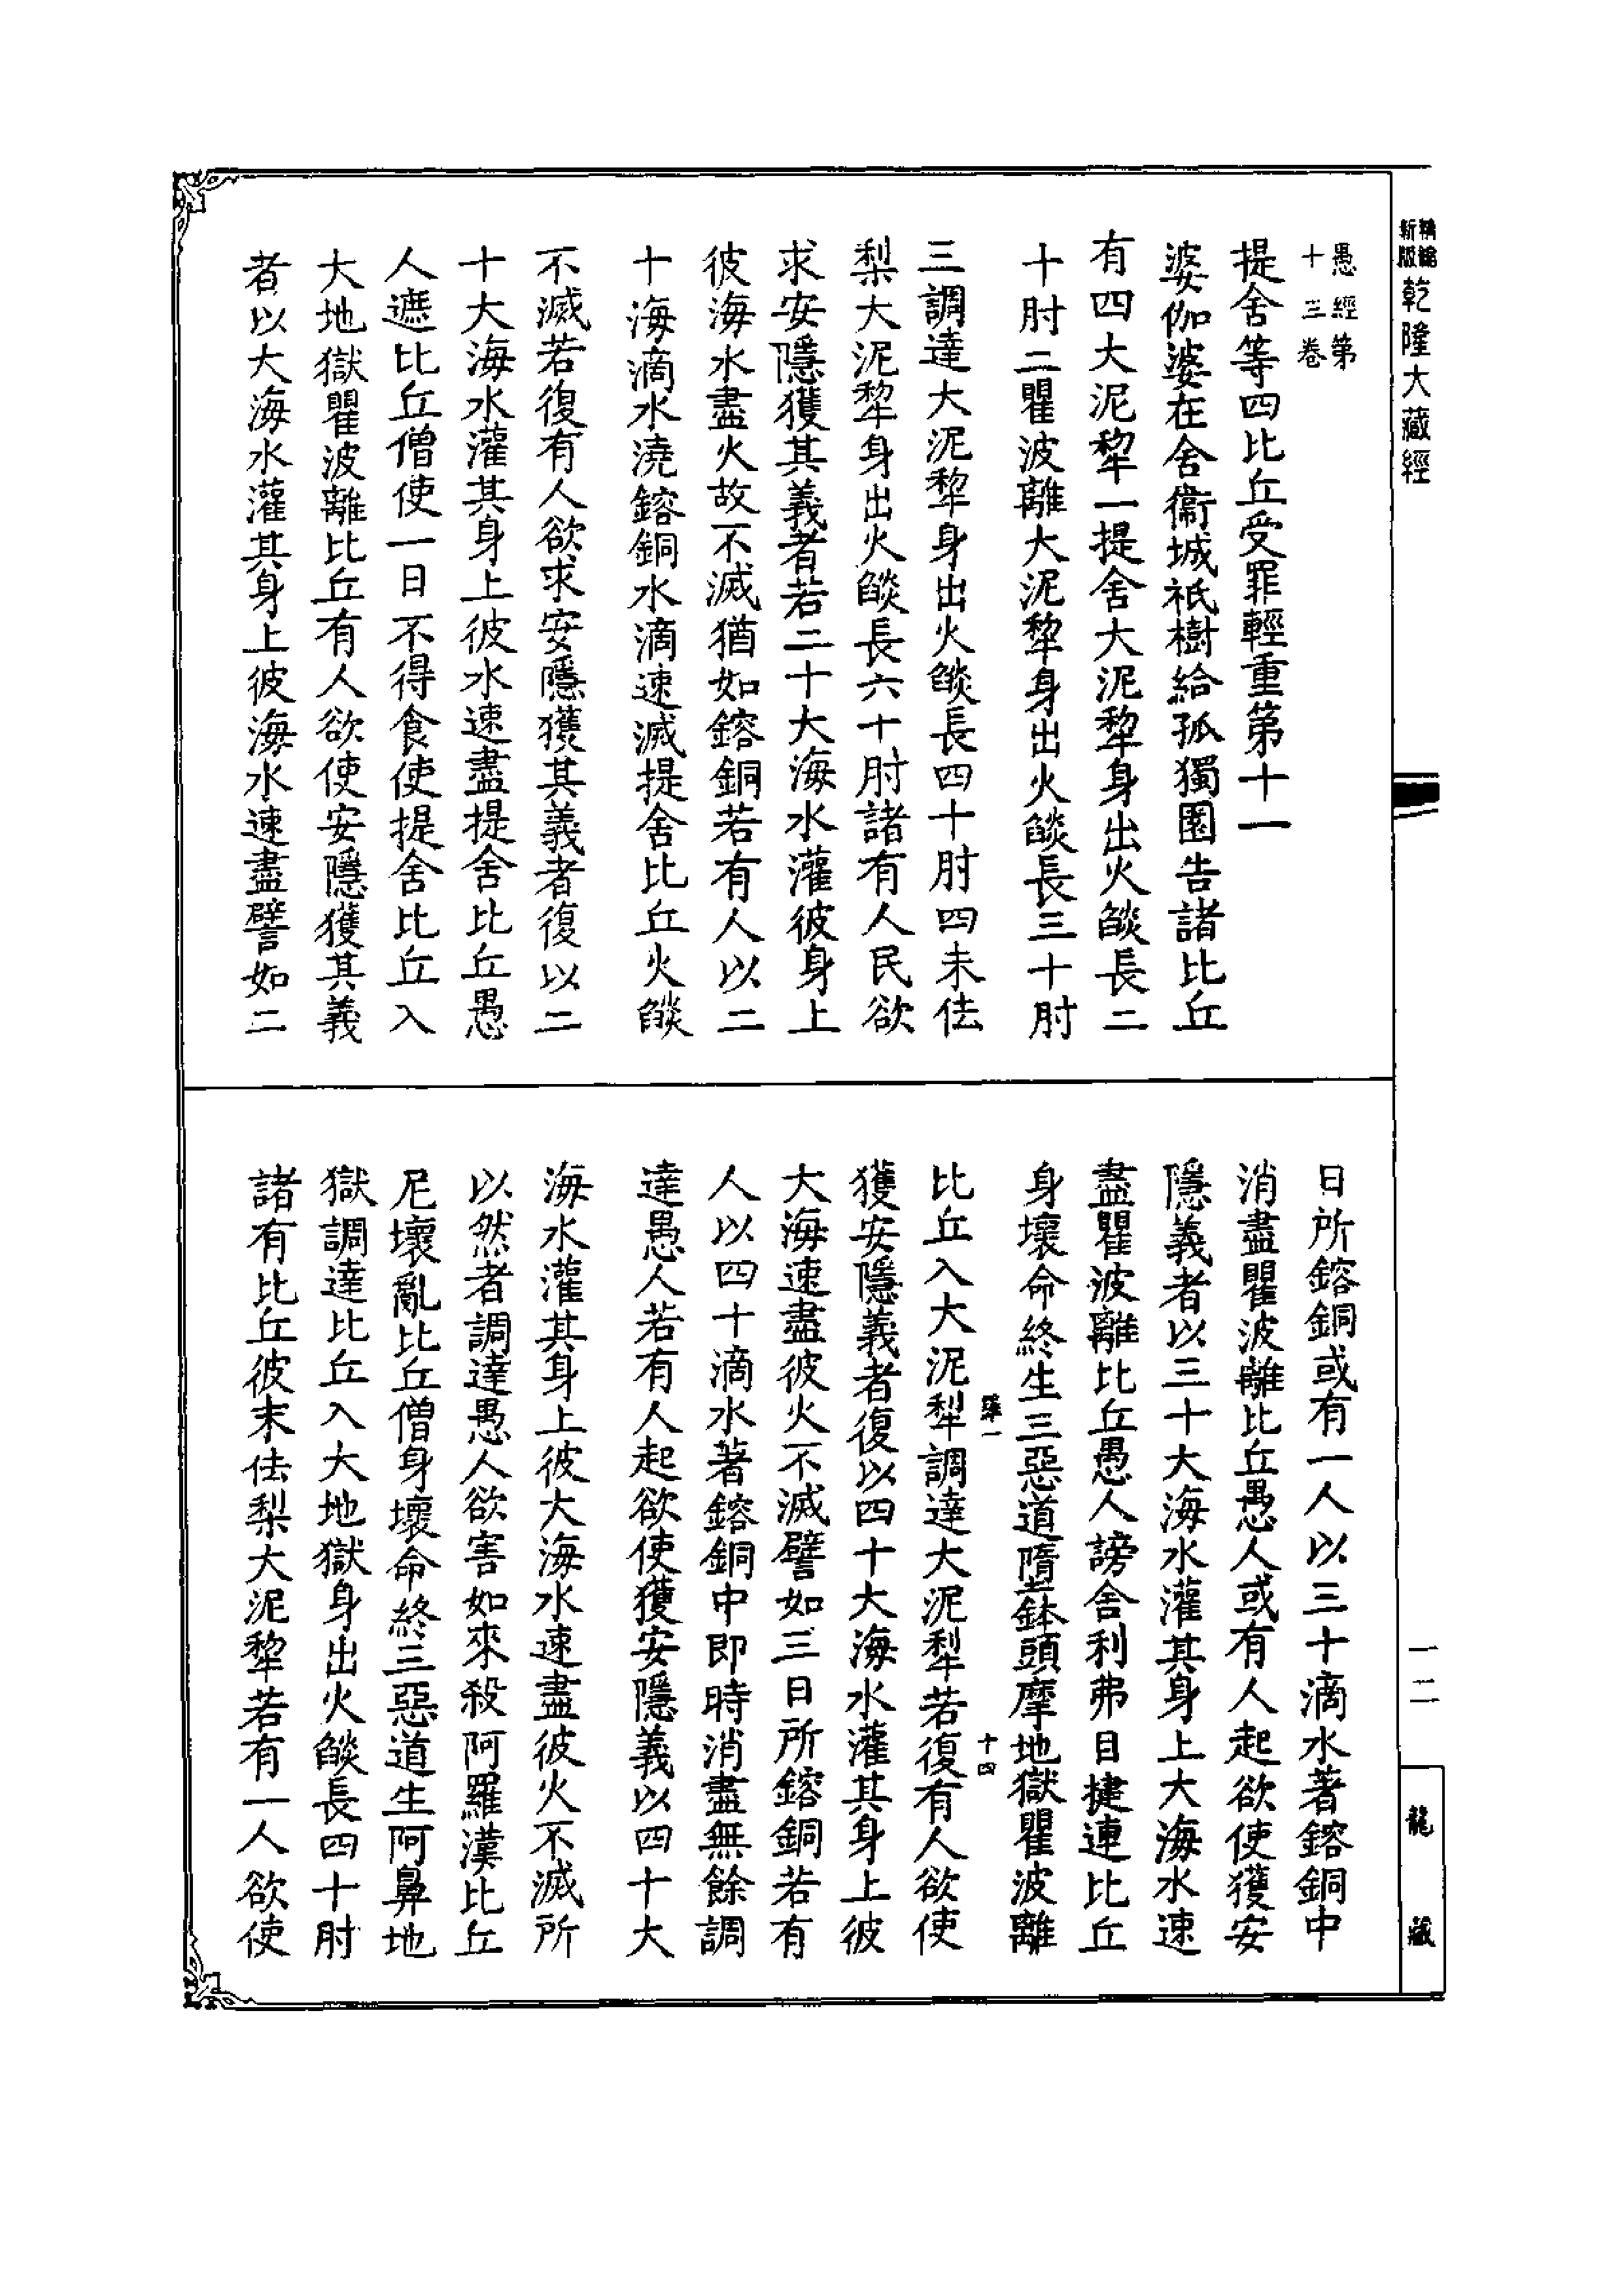 精縮新版乾隆大藏經
一二
龍藏
愚經第
十三卷
提舍等四比丘受罪輕重第十一
婆伽婆在舍衞城祇樹給孤獨園告諸比丘
有四大泥犂一提舍大泥犂身出火燄長二
十肘二瞿波離大泥犂身出火燄長三十肘
三調達大泥犂身出火燄長四十肘四末佉
梨大泥犂身出火燄長六十肘諸有人民欲
求安隱獲其義者若二十大海水灌彼身上
彼海水盡火故不滅猶如鎔銅若有人以二
十海滴水澆鎔銅水滴速滅提舍比丘火燄
不滅若復有人欲求安隱獲其義者復以二
十大海水灌其身上彼水速盡提舍比丘愚
人遮比丘僧使一日不得食使提舍比丘入
大地獄瞿波離比丘有人欲使安隱獲其義
者以大海水灌其身上彼海水速盡譬如二
日所鎔銅或有一人以三十滴水著鎔銅中
消盡瞿波離比丘愚人或有人起欲使獲安
隱義者以三十大海水灌其身上大海水速
盡瞿波離比丘愚人謗舍利弗目揵連比丘
身壞命終生三惡道墮鉢頭摩地獄瞿波離
比丘入大泥犂調達大泥犂若復有人欲使
十四
獲安隱義者復以四十大海水灌其身上彼
大海速盡彼火不滅譬如三日所鎔銅若有
人以四十滴水著鎔銅中即時消盡無餘調
達愚人若有人起欲使獲安隱義以四十大
海水灌其身上彼大海水速盡彼火不滅所
以然者調達愚人欲害如來殺阿羅漢比丘
尼壞亂比丘僧身壞命終三惡道生阿鼻地
獄調達比丘入大地獄身出火燄長四十肘
諸有比丘彼末佉梨大泥犂若有一人欲使